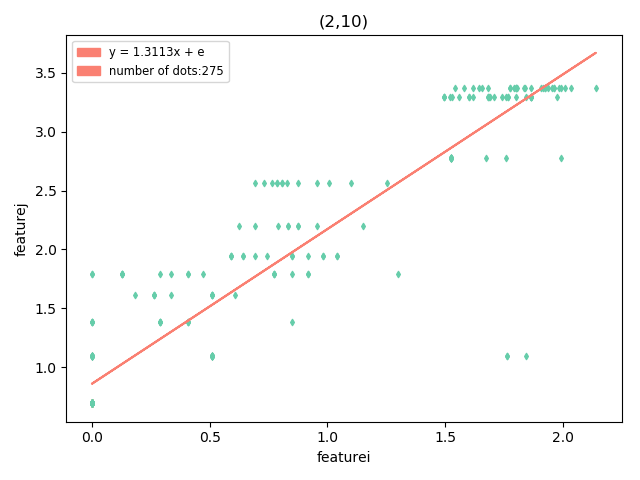 (2,10)
y = 1.3113x + e
number of dots:275
featurej
3.5
3.0
2.5
2.0
1.5
1.0
0.0 0.5 1.0 1.5 2.0
featurei